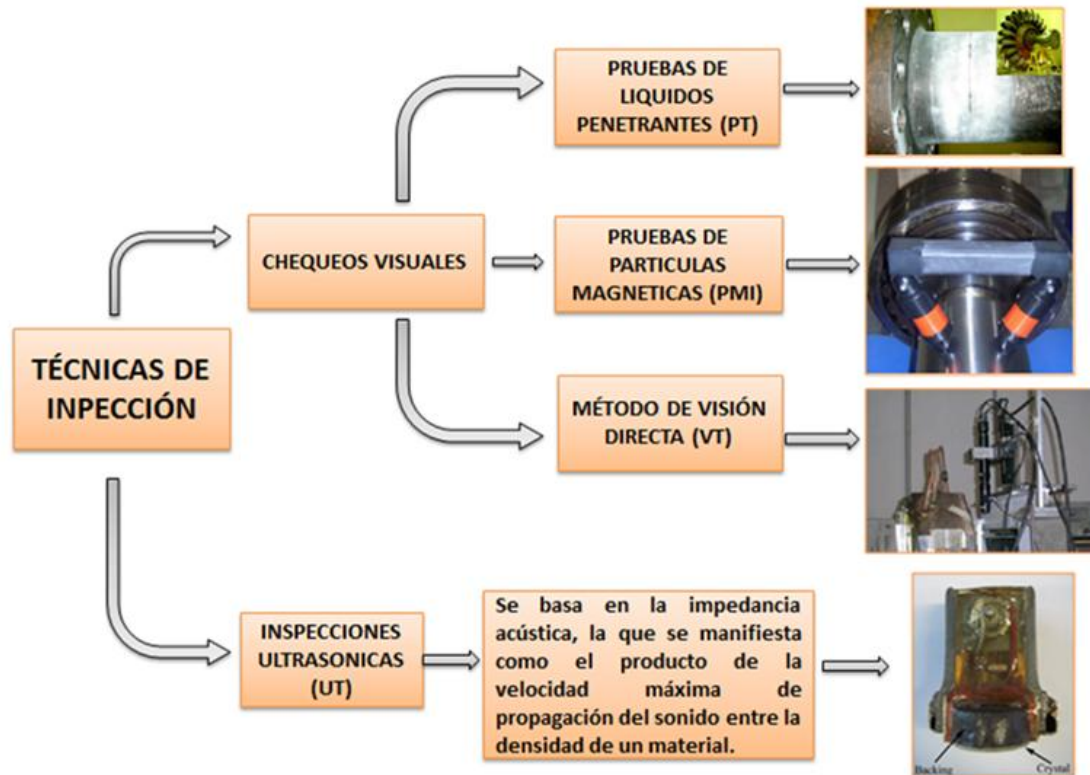 PRUEBAS DE
LIQUIDOS
PENETRANTES (PT)
CHEQUEOS VISUALES
PRUEBAS DE
PARTICULAS
MAGNETICAS (PMI)
TÉCNICAS DE
INPECCIÓN
MÉTODO DE VISIÓN
DIRECTA (VT)
INSPECCIONES
ULTRASONICAS
(UT)
Se basa en la impedancia
acústica, la que se manifiesta
como el producto de la
velocidad máxima de
propagación del sonido entre la
densidad de un material.
Backing
Crystal